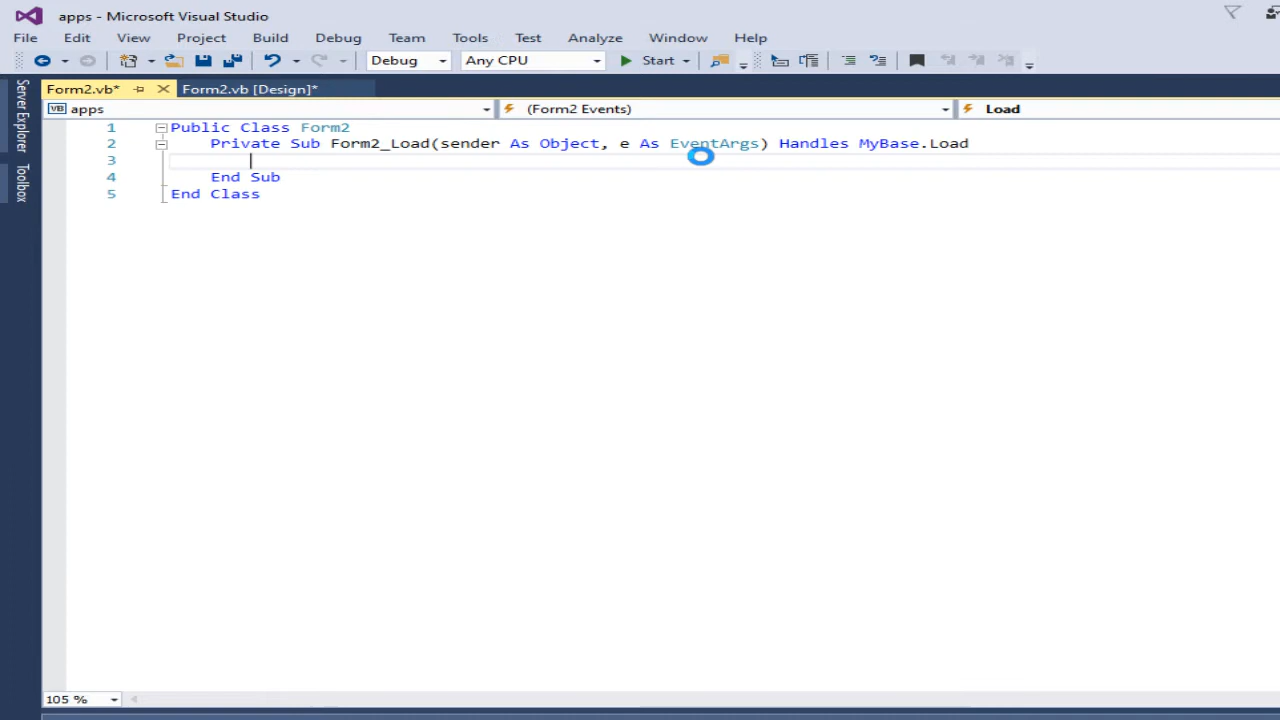 apps - Microsoft Visual Studio
File Edit View Project Build Debug Team Tools Test Analyze Window Help
Debug Any CPU Start
Form2.vb* Form2.vb [Design]*
VB apps (Form2 Events) Load
Server Explorer
Toolbox
1 Public Class Form2
2 Private Sub Form2_Load(sender As Object, e As EventArgs) Handles MyBase.Load
3
4 End Sub
5 End Class
105 %